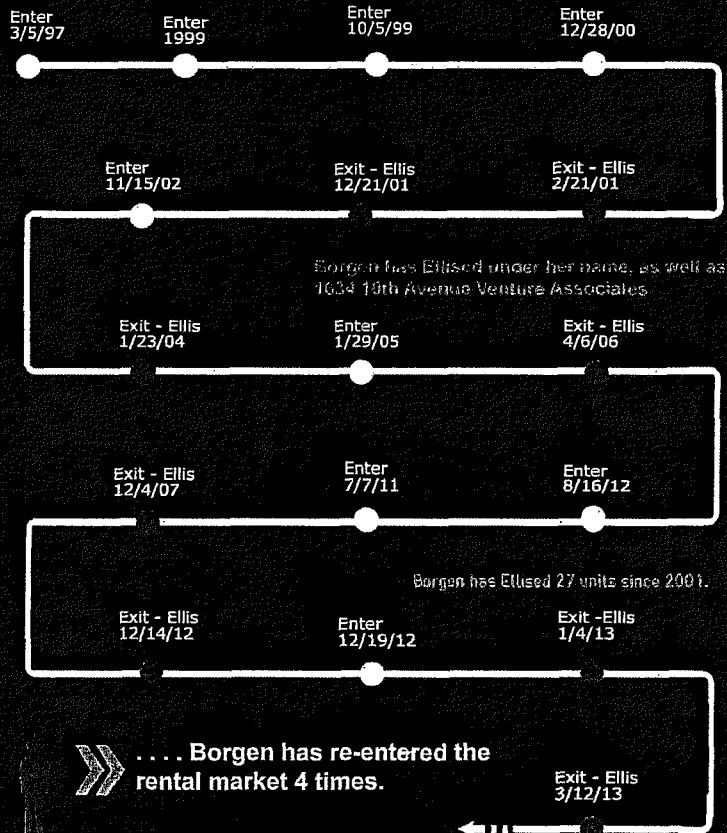 Enter
3/5/97
Enter
1999
Enter
10/5/99
Enter
12/28/00
Enter
11/15/02
Exit - Ellis
12/21/01
Exit - Ellis
2/21/01
Borgen has Ellised under her name, as well as
1634 10th Avenue Venture Associates
Exit - Ellis
1/23/04
Enter
1/29/05
Exit - Ellis
4/6/06
Exit - Ellis
12/4/07
Enter
7/7/11
Enter
8/16/12
Borgen has Ellised 27 units since 2001.
Exit - Ellis
12/14/12
Enter
12/19/12
Exit -Ellis
1/4/13
. . . . Borgen has re-entered the
rental market 4 times.
Exit - Ellis
3/12/13